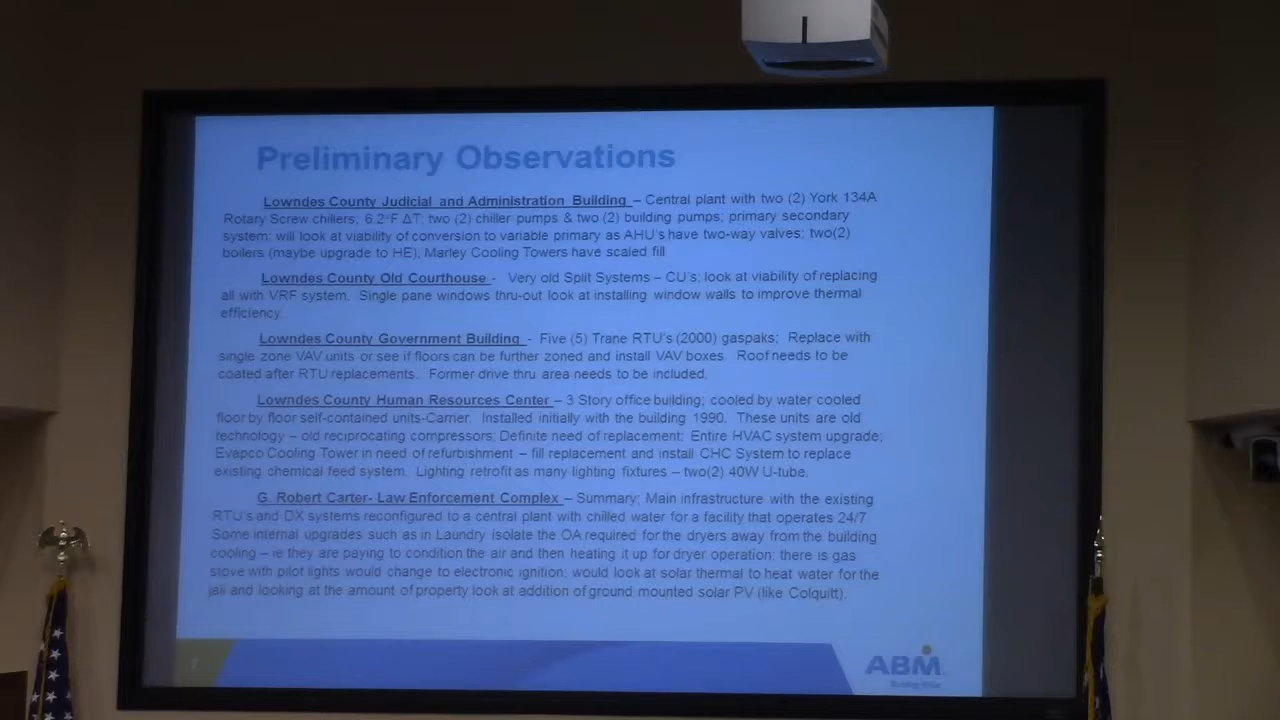 Preliminary Observations
Lowndes County Judicial and Administration Building – Central plant with two (2) York 134A
Rotary Screw chillers; 6.2°F ΔT; two (2) chiller pumps & two (2) building pumps; primary secondary
system; will look at viability of conversion to variable primary as AHU's have two-way valves; two(2)
boilers (maybe upgrade to HE), Marley Cooling Towers have scaled fill
Lowndes County Old Courthouse - Very old Split Systems – CU's; look at viability of replacing
all with VRF system. Single pane windows thru-out look at installing window walls to improve thermal
efficiency.
Lowndes County Government Building - Five (5) Trane RTU's (2000) gaspaks; Replace with
single zone VAV units or see if floors can be further zoned and install VAV boxes. Roof needs to be
coated after RTU replacements. Former drive thru area needs to be included.
Lowndes County Human Resources Center – 3 Story office building; cooled by water cooled
floor by floor self-contained units-Carrier. Installed initially with the building 1990. These units are old
technology – old reciprocating compressors; Definite need of replacement; Entire HVAC system upgrade;
Evapco Cooling Tower in need of refurbishment – fill replacement and install CHC System to replace
existing chemical feed system. Lighting retrofit as many lighting fixtures – two(2) 40W U-tube.
G. Robert Carter- Law Enforcement Complex – Summary: Main infrastructure with the existing
RTU's and DX systems reconfigured to a central plant with chilled water for a facility that operates 24/7
Some internal upgrades such as in Laundry isolate the OA required for the dryers away from the building
cooling – ie they are paying to condition the air and then heating it up for dryer operation; there is gas
stove with pilot lights would change to electronic ignition; would look at solar thermal to heat water for the
jail and looking at the amount of property look at addition of ground mounted solar PV (like Colquitt).
ABM